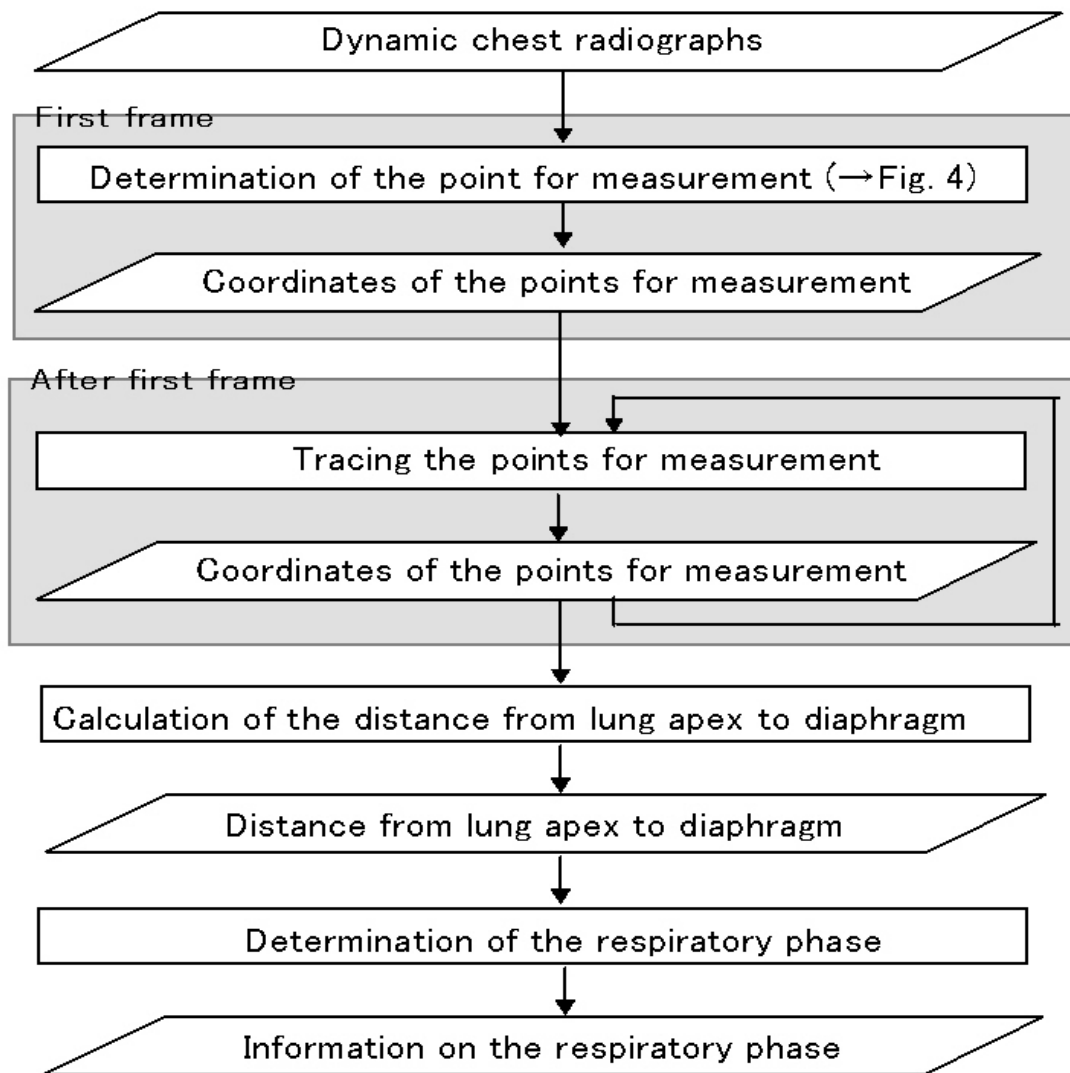 Dynamic chest radiographs
First frame
Determination of the point for measurement (→Fig. 4)
Coordinates of the points for measurement
After first frame
Tracing the points for measurement
Coordinates of the points for measurement
Calculation of the distance from lung apex to diaphragm
Distance from lung apex to diaphragm
Determination of the respiratory phase
Information on the respiratory phase